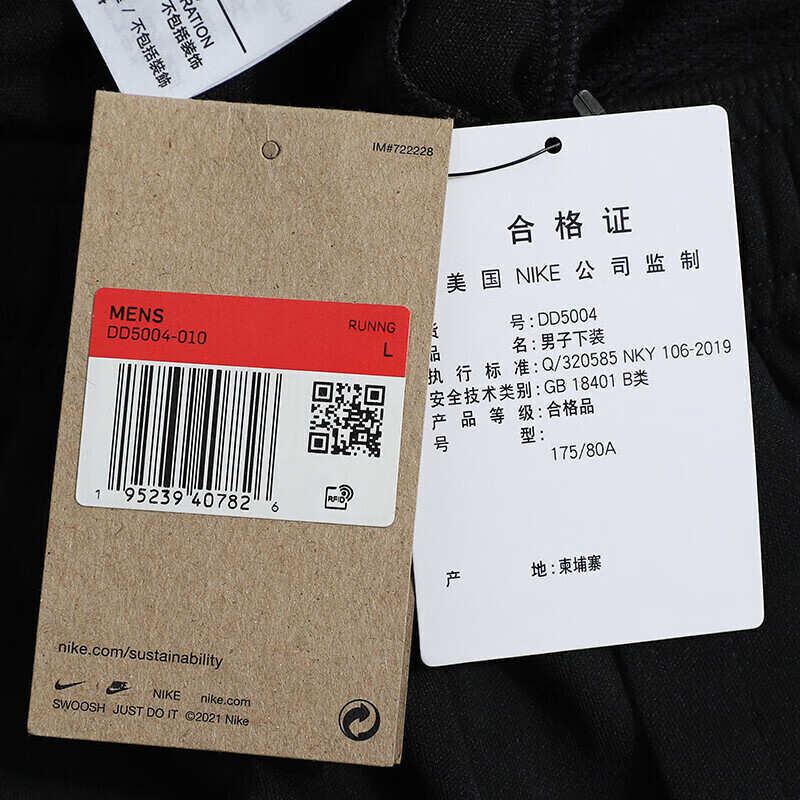 RATION
不包括装饰
不包括裝飾
IM#722228
MENS
DD5004-010
RUNNG
L
1 95239 40782 6
RFID
nike.com/sustainability
NIKE nike.com
SWOOSH JUST DO IT ©2021 Nike
合格证
美国 NIKE 公司监制
货号:DD5004
品名:男子下装
执行标准:Q/320585 NKY 106-2019
安全技术类别:GB 18401 B类
产品等级:合格品
号型:
175/80A
产地:柬埔寨